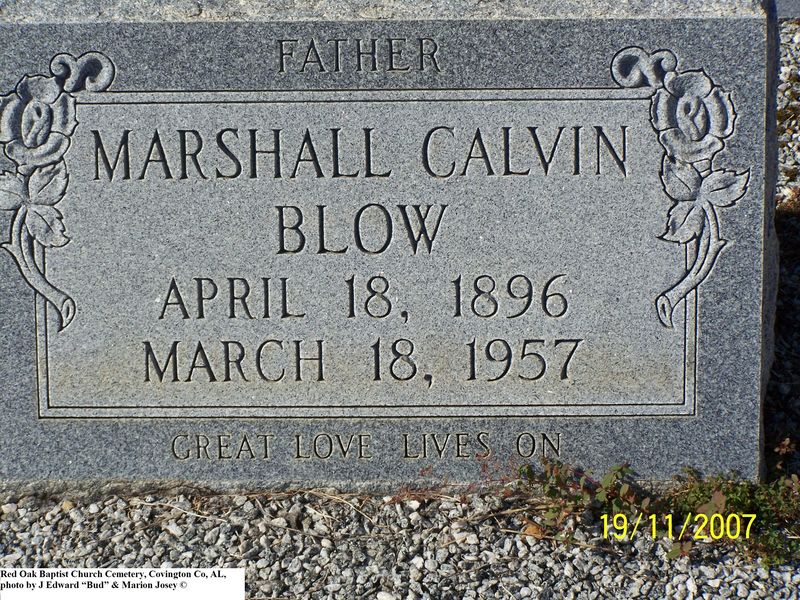 FATHER
MARSHALL CALVIN
BLOW
APRIL 18, 1896
MARCH 18, 1957
GREAT LOVE LIVES ON
19/11/2007
Red Oak Baptist Church Cemetery, Covington Co, AL,
photo by J Edward “Bud” & Marion Josey ©